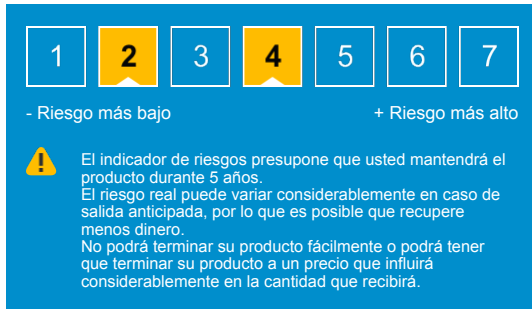 1 2 3 4 5 6 7
- Riesgo más bajo + Riesgo más alto
El indicador de riesgos presupone que usted mantendrá el
producto durante 5 años.
El riesgo real puede variar considerablemente en caso de
salida anticipada, por lo que es posible que recupere
menos dinero.
No podrá terminar su producto fácilmente o podrá tener
que terminar su producto a un precio que influirá
considerablemente en la cantidad que recibirá.